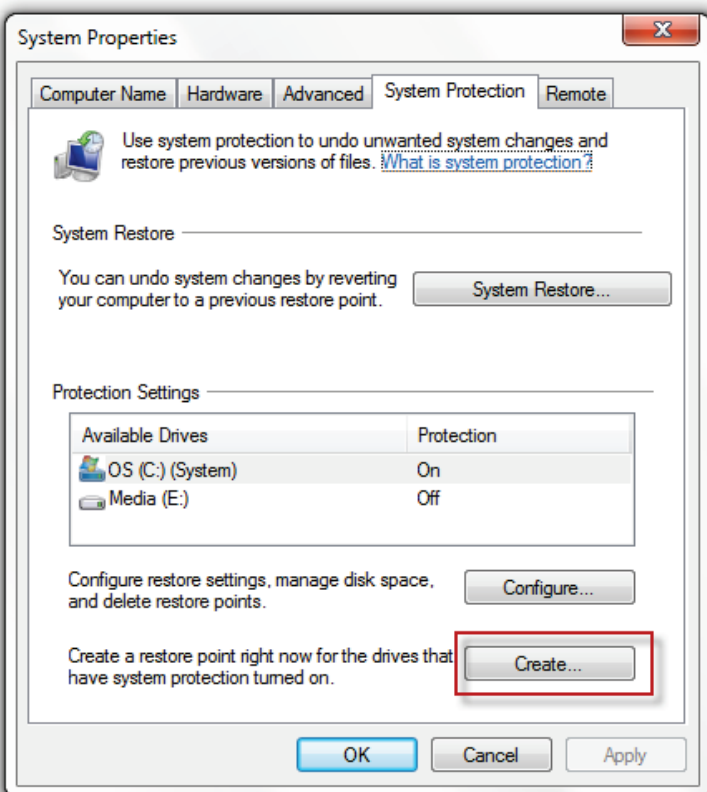 System Properties
Computer Name Hardware Advanced System Protection Remote
Use system protection to undo unwanted system changes and
restore previous versions of files. What is system protection?
System Restore
You can undo system changes by reverting
your computer to a previous restore point.
System Restore...
Protection Settings
Available Drives Protection
OS (C:) (System) On
Media (E:) Off
Configure restore settings, manage disk space,
and delete restore points.
Configure...
Create a restore point right now for the drives that
have system protection turned on.
Create...
OK Cancel Apply